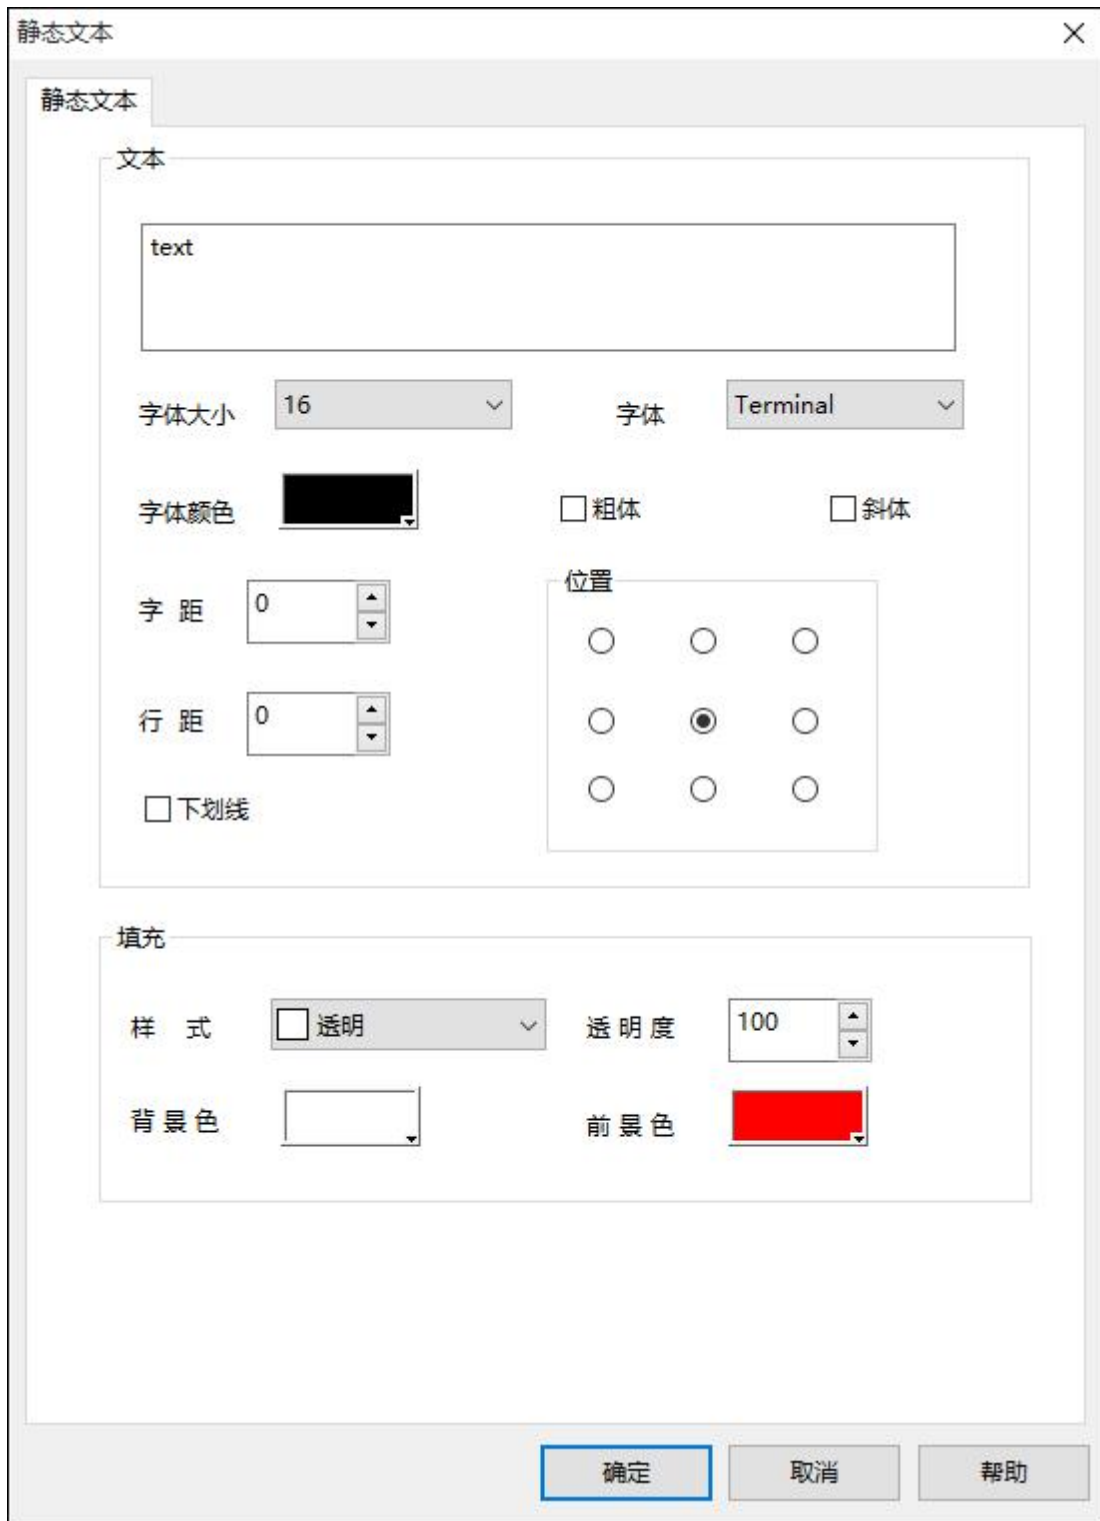 静态文本
静态文本
文本
text
字体大小 16 字体 Terminal
字体颜色 粗体 斜体
字 距 0 位置
行 距 0
下划线
填充
样 式 透明 透明度 100
背景色 前景色
确定 取消 帮助